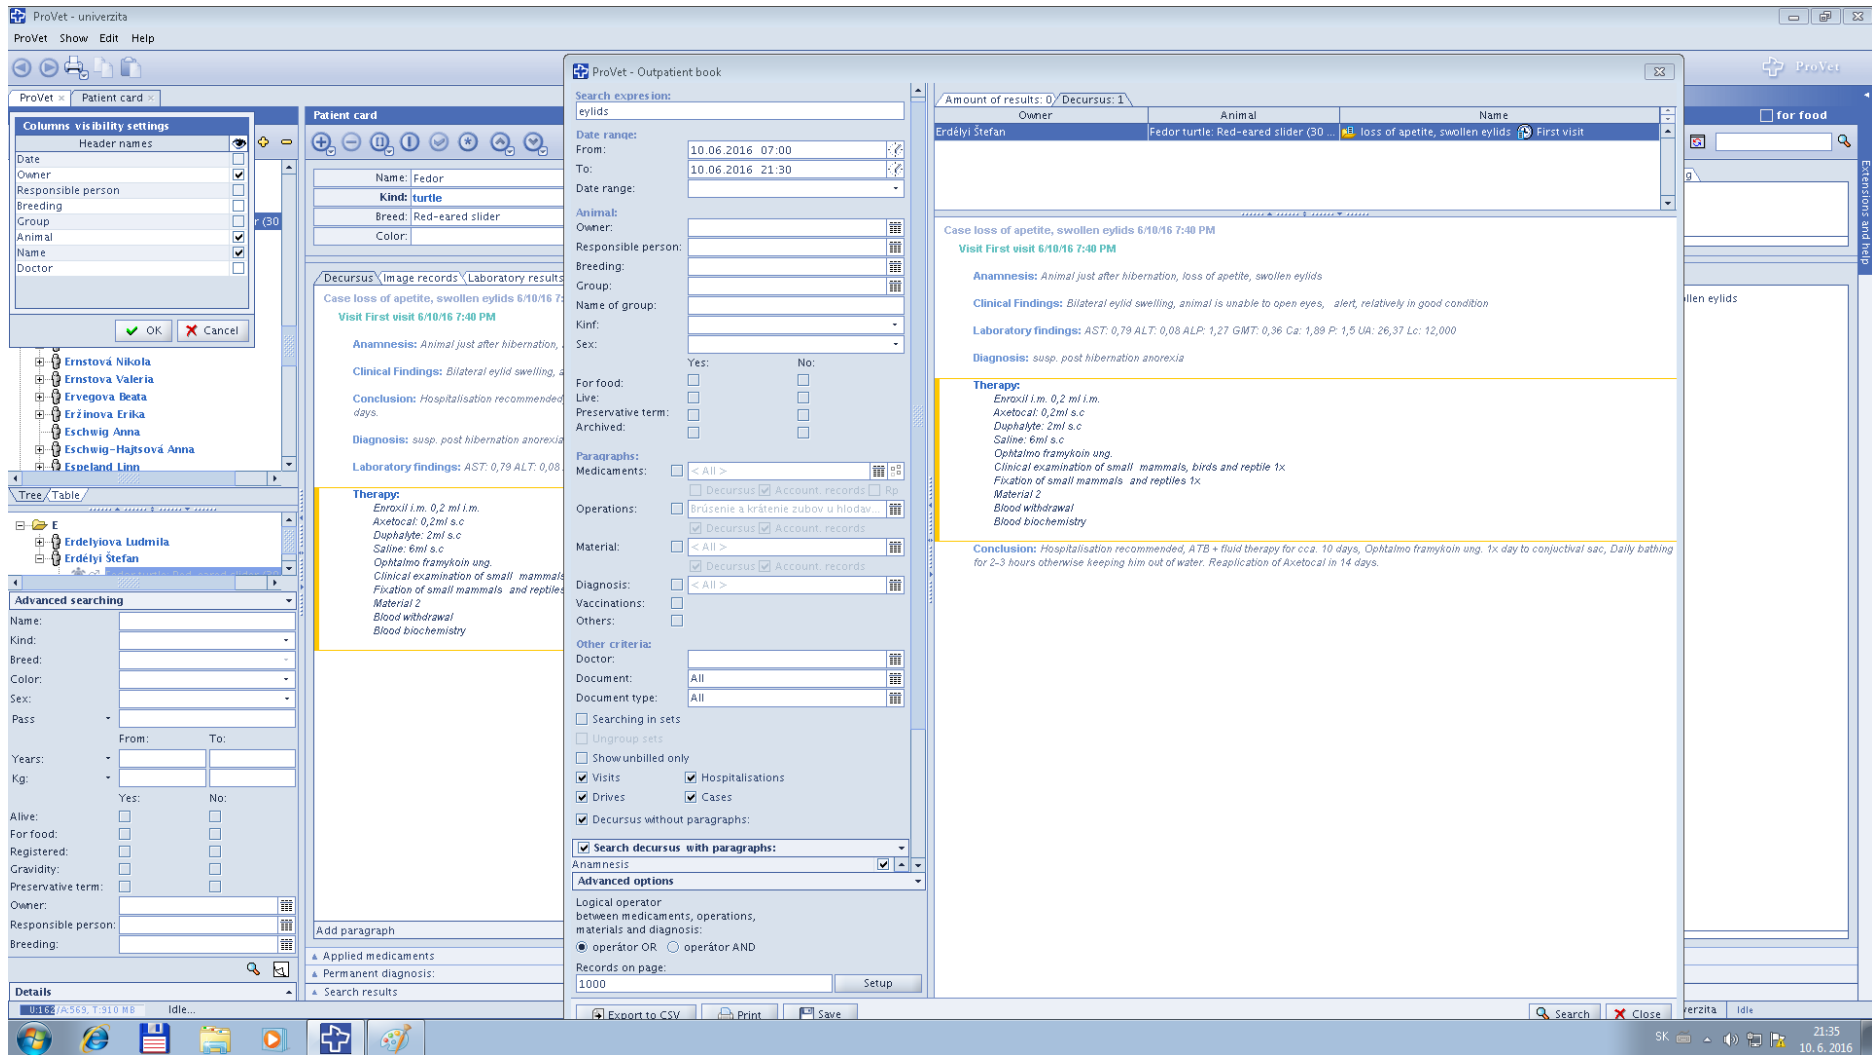 ProVet - univerzita
ProVet Show Edit Help
ProVet
ProVet × Patient card ×
Columns visibility settings
Header names
Date
Owner
Responsible person
Breeding
Group
Animal
Name
Doctor
OK Cancel
r (30
Ernstová Nikola
Ernstova Valeria
Ervegova Beata
Eržinova Erika
Eschwig Anna
Eschwig-Hajtsová Anna
Espeland Linn
Tree Table
E
Erdelyiova Ludmila
Erdélyi Štefan
Advanced searching
Name:
Kind:
Breed:
Color:
Sex:
Pass
From: To:
Years:
Kg:
Yes: No:
Alive:
For food:
Registered:
Gravidity:
Preservative term:
Owner:
Responsible person:
Breeding:
Details
U:162/A:569, T:910 MB Idle...
Patient card
Name: Fedor
Kind: turtle
Breed: Red-eared slider
Color:
Decursus Image records Laboratory results
Case loss of apetite, swollen eylids 6/10/16 7:
Visit First visit 6/10/16 7:40 PM
Anamnesis: Animal just after hibernation,
Clinical Findings: Bilateral eylid swelling, a
Conclusion: Hospitalisation recommended,
days.
Diagnosis: susp. post hibernation anorexia
Laboratory findings: AST: 0,79 ALT: 0,08
Therapy:
Enroxil i.m. 0,2 ml i.m.
Axetocal: 0,2ml s.c
Duphalyte: 2ml s.c
Saline: 6ml s.c
Ophtalmo framykoin ung.
Clinical examination of small mammals
Fixation of small mammals and reptiles
Material 2
Blood withdrawal
Blood biochemistry
Add paragraph
Applied medicaments
Permanent diagnosis:
Search results
ProVet - Outpatient book
Search expresion:
eylids
Date range:
From: 10.06.2016 07:00
To: 10.06.2016 21:30
Date range:
Animal:
Owner:
Responsible person:
Breeding:
Group:
Name of group:
Kinf:
Sex:
Yes: No:
For food:
Live:
Preservative term:
Archived:
Paragraphs:
Medicaments: < All >
Decursus Account. records Rp
Operations: Brúsenie a krátenie zubov u hlodav...
Decursus Account. records
Material: < All >
Decursus Account. records
Diagnosis: < All >
Vaccinations:
Others:
Other criteria:
Doctor:
Document: All
Document type: All
Searching in sets
Ungroup sets
Show unbilled only
Visits Hospitalisations
Drives Cases
Decursus without paragraphs:
Search decursus with paragraphs:
Anamnesis
Advanced options
Logical operator
between medicaments, operations,
materials and diagnosis:
operátor OR operátor AND
Records on page:
1000 Setup
Export to CSV Print Save
Amount of results: 0 Decursus: 1
Owner Animal Name
Erdélyi Štefan Fedor turtle: Red-eared slider (30 ... loss of apetite, swollen eylids First visit
Case loss of apetite, swollen eylids 6/10/16 7:40 PM
Visit First visit 6/10/16 7:40 PM
Anamnesis: Animal just after hibernation, loss of apetite, swollen eylids
Clinical Findings: Bilateral eylid swelling, animal is unable to open eyes, alert, relatively in good condition
Laboratory findings: AST: 0,79 ALT: 0,08 ALP: 1,27 GMT: 0,36 Ca: 1,89 P: 1,5 UA: 26,37 Lc: 12,000
Diagnosis: susp. post hibernation anorexia
Therapy:
Enroxil i.m. 0,2 ml i.m.
Axetocal: 0,2ml s.c
Duphalyte: 2ml s.c
Saline: 6ml s.c
Ophtalmo framykoin ung.
Clinical examination of small mammals, birds and reptile 1x
Fixation of small mammals and reptiles 1x
Material 2
Blood withdrawal
Blood biochemistry
Conclusion: Hospitalisation recommended, ATB + fluid therapy for cca. 10 days, Ophtalmo framykoin ung. 1x day to conjuctival sac, Daily bathing
for 2-3 hours otherwise keeping him out of water. Reaplication of Axetocal in 14 days.
Search Close
for food
g
llen eylids
Extensions and help
verzita Idle
SK
21:35
10. 6. 2016